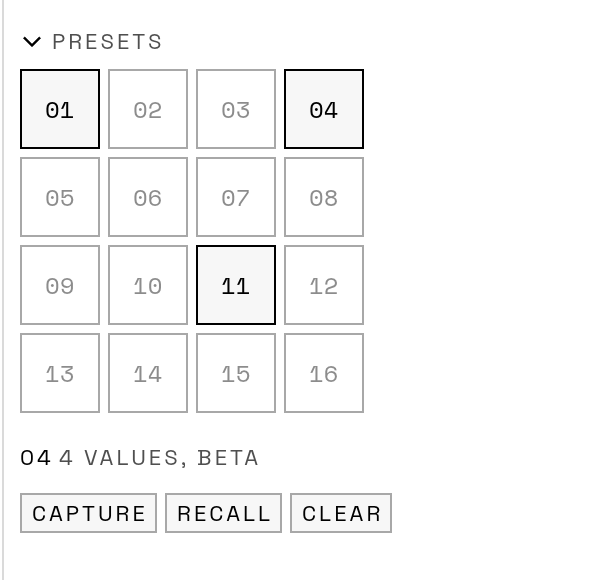 PRESETS
01 02 03 04
05 06 07 08
09 10 11 12
13 14 15 16
04 4 VALUES, BETA
CAPTURE RECALL CLEAR